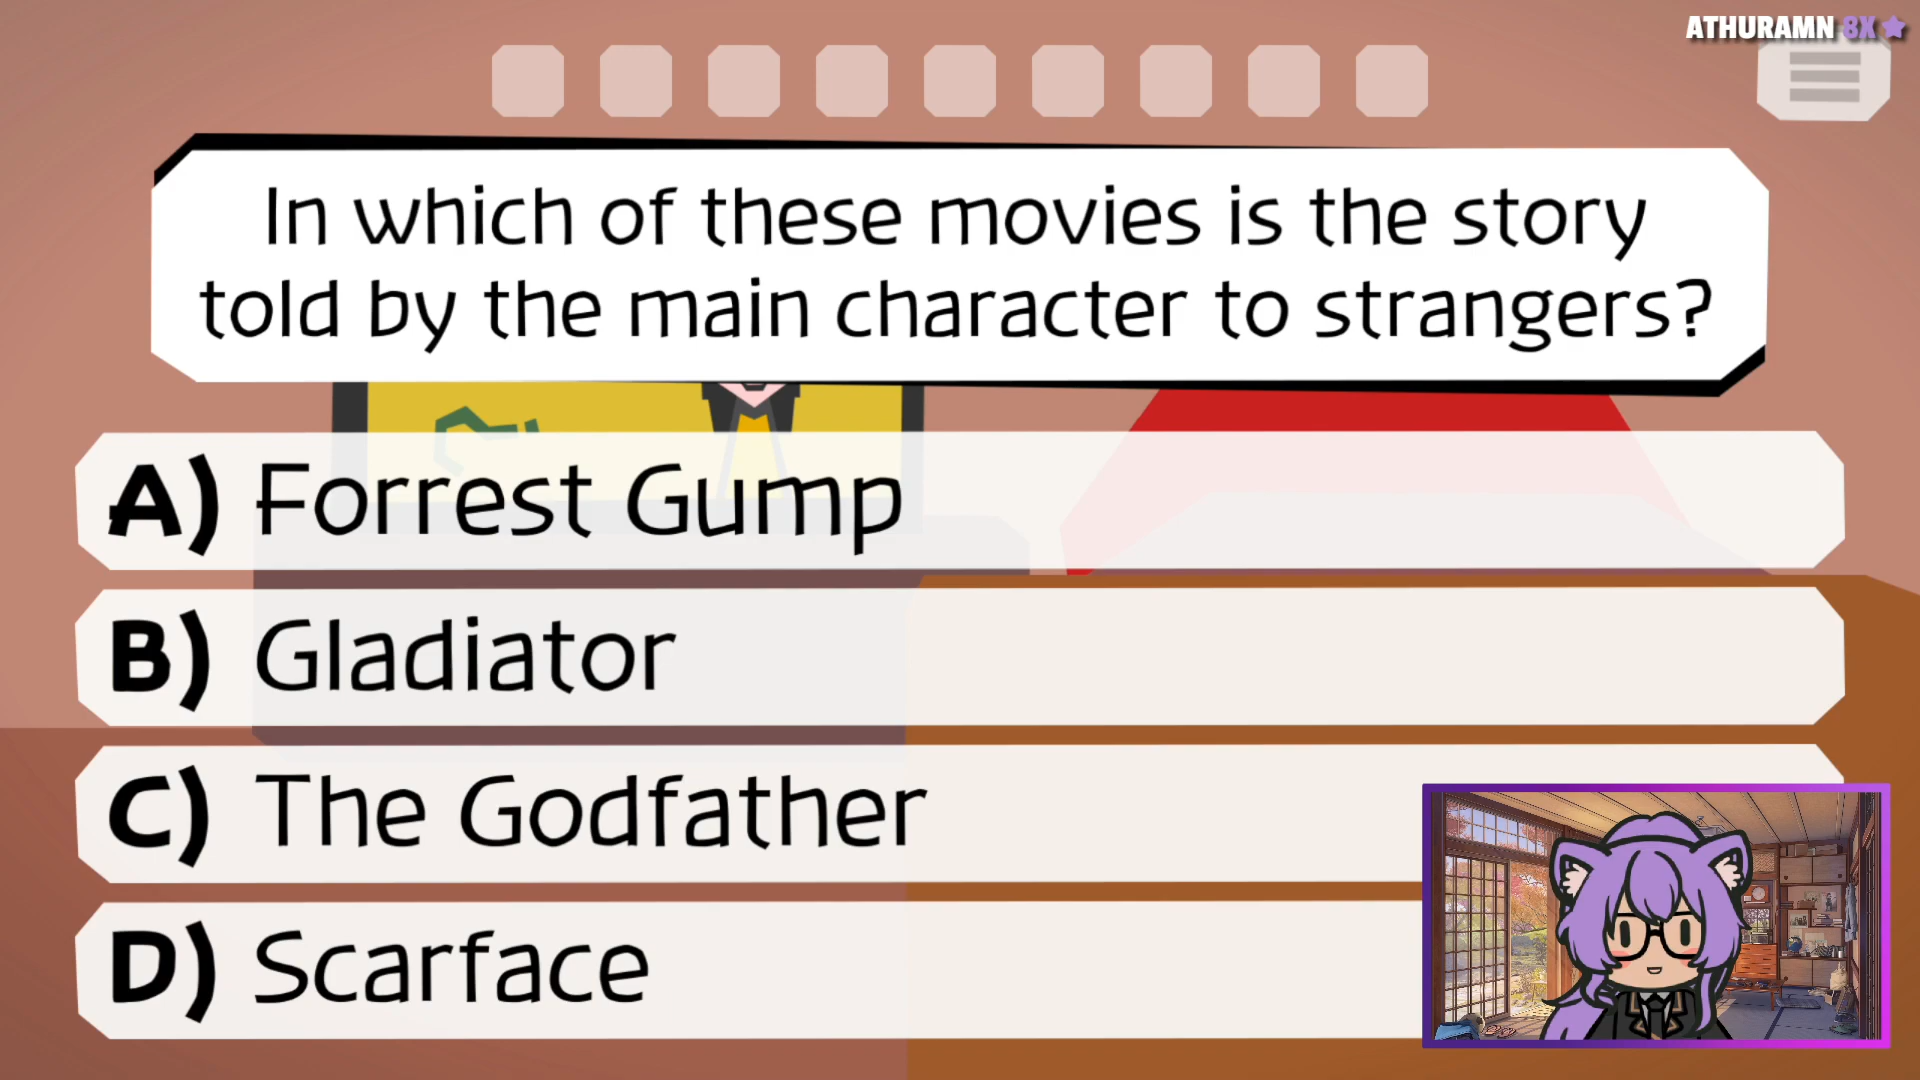 ATHURAMN 8X
In which of these movies is the story
told by the main character to strangers?
A) Forrest Gump
B) Gladiator
C) The Godfather
D) Scarface